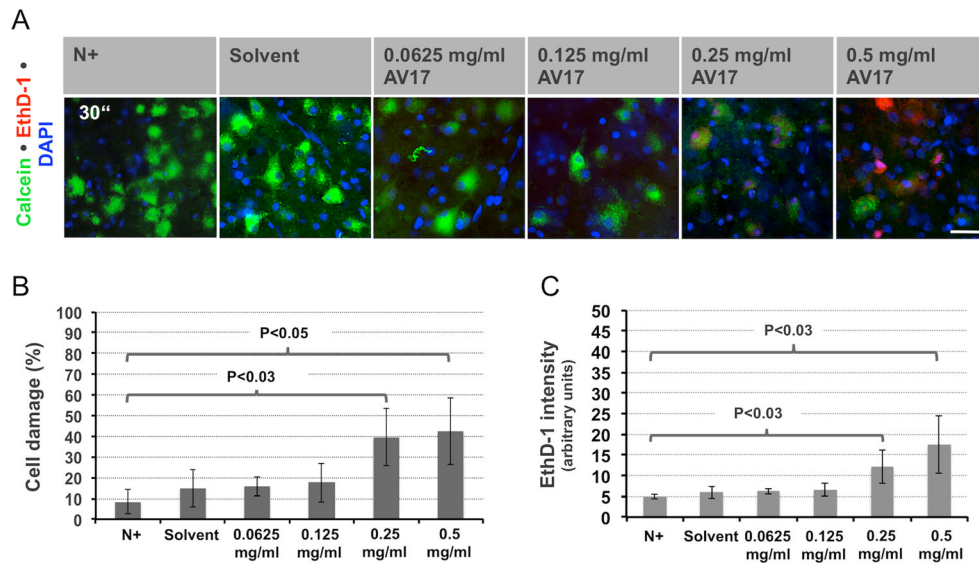 A
N+
Solvent
0.0625 mg/ml
AV17
0.125 mg/ml
AV17
0.25 mg/ml
AV17
0.5 mg/ml
AV17
Calcein • EthD-1 •
DAPI
30“
B
Cell damage (%)
100
90
80
70
60
50
40
30
20
10
0
P<0.05
P<0.03
N+
Solvent
0.0625
mg/ml
0.125
mg/ml
0.25
mg/ml
0.5
mg/ml
C
EthD-1 intensity
(arbitrary units)
50
45
40
35
30
25
20
15
10
5
0
P<0.03
P<0.03
N+
Solvent
0.0625
mg/ml
0.125
mg/ml
0.25
mg/ml
0.5
mg/ml